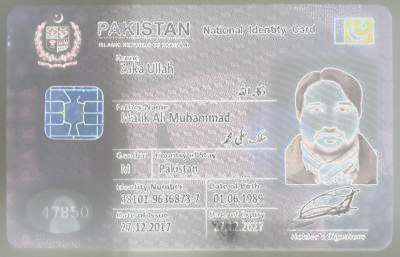 PAKISTAN National Identity Card
ISLAMIC REPUBLIC OF PAKISTAN
Name
Zaka Ullah
ذکاء اللہ
Father Name
Malik Ali Muhammad
ملک علی محمد
Gender Country of Stay
M Pakistan
Identity Number Date of Birth
38101-9636873-7 01.06.1989
Date of Issue Date of Expiry
27.12.2017 27.12.2027
47850
Holder's Signature